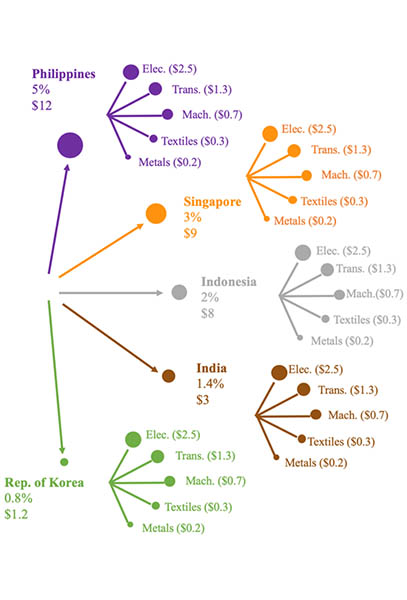 Philippines
5%
$12
Elec. ($2.5)
Trans. ($1.3)
Mach. ($0.7)
Textiles ($0.3)
Metals ($0.2)
Singapore
3%
$9
Elec. ($2.5)
Trans. ($1.3)
Mach. ($0.7)
Textiles ($0.3)
Metals ($0.2)
Indonesia
2%
$8
Elec. ($2.5)
Trans. ($1.3)
Mach.($0.7)
Textiles ($0.3)
Metals ($0.2)
India
1.4%
$3
Elec. ($2.5)
Trans. ($1.3)
Mach. ($0.7)
Textiles ($0.3)
Metals ($0.2)
Rep. of Korea
0.8%
$1.2
Elec. ($2.5)
Trans. ($1.3)
Mach. ($0.7)
Textiles ($0.3)
Metals ($0.2)